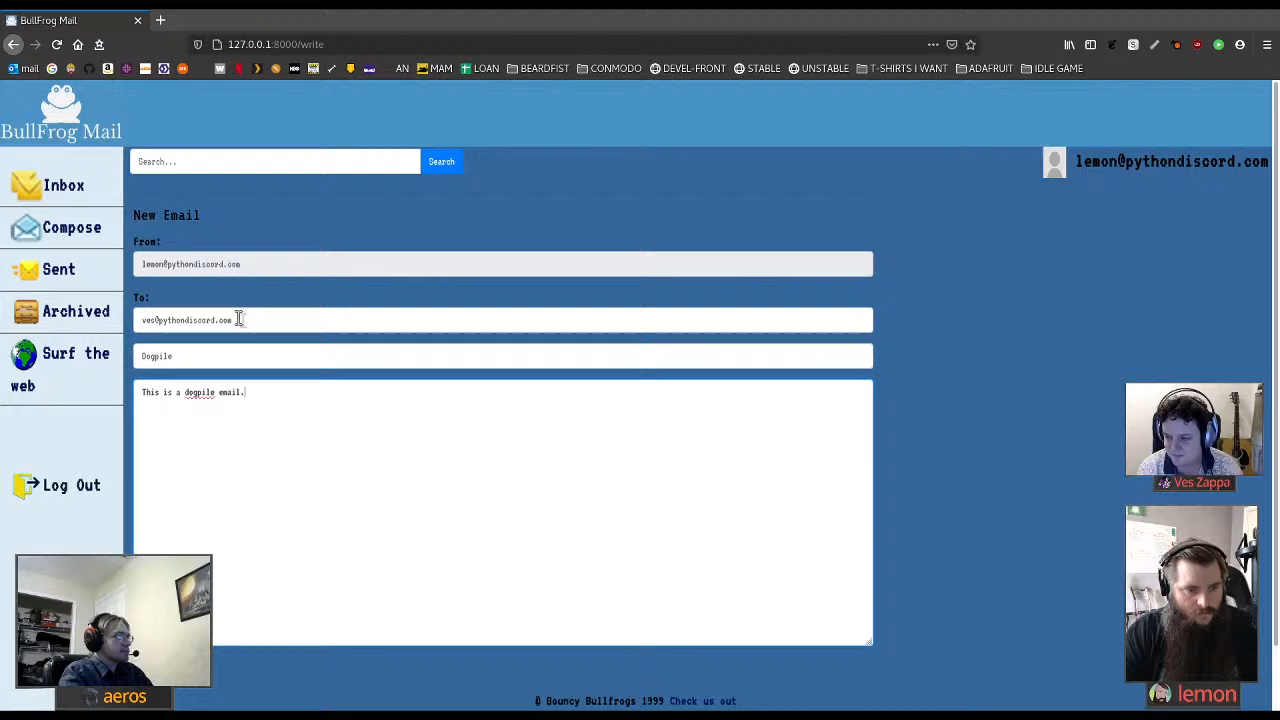 BullFrog Mail
127.0.0.1:8000/write
mail
AN
MAM
LOAN
BEARDFIST
CONMODO
DEVEL-FRONT
STABLE
UNSTABLE
T-SHIRTS I WANT
ADAFRUIT
IDLE GAME
BullFrog Mail
Search...
Search
lemon@pythondiscord.com
Inbox
Compose
Sent
Archived
Surf the
web
Log Out
New Email
From:
lemon@pythondiscord.com
To:
ves@pythondiscord.com
Dogpile
This is a dogpile email.
Ves Zappa
aeros
lemon
@ Bouncy Bullfrogs 1999 Check us out